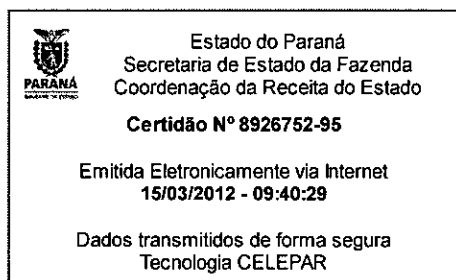 Estado do Paraná
Secretaria de Estado da Fazenda
PARANÁ
Coordenação da Receita do Estado
Certidão Nº 8926752-95
Emitida Eletronicamente via Internet
15/03/2012 - 09:40:29
Dados transmitidos de forma segura
Tecnologia CELEPAR